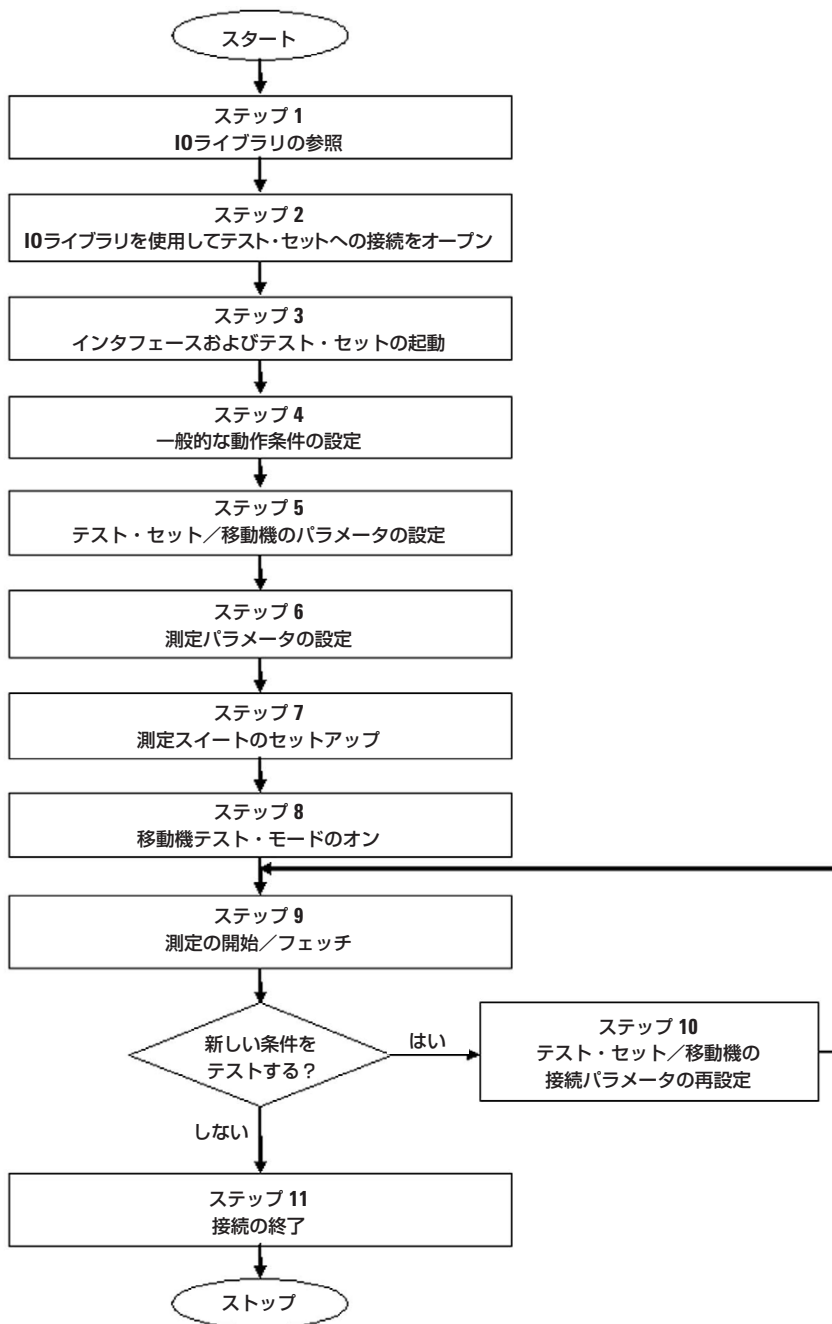 スタート
ステップ 1
IOライブラリの参照
ステップ 2
IOライブラリを使用してテスト・セットへの接続をオープン
ステップ 3
インタフェースおよびテスト・セットの起動
ステップ 4
一般的な動作条件の設定
ステップ 5
テスト・セット／移動機のパラメータの設定
ステップ 6
測定パラメータの設定
ステップ 7
測定スイートのセットアップ
ステップ 8
移動機テスト・モードのオン
ステップ 9
測定の開始／フェッチ
新しい条件を
テストする？
はい
ステップ 10
テスト・セット／移動機の
接続パラメータの再設定
しない
ステップ 11
接続の終了
ストップ